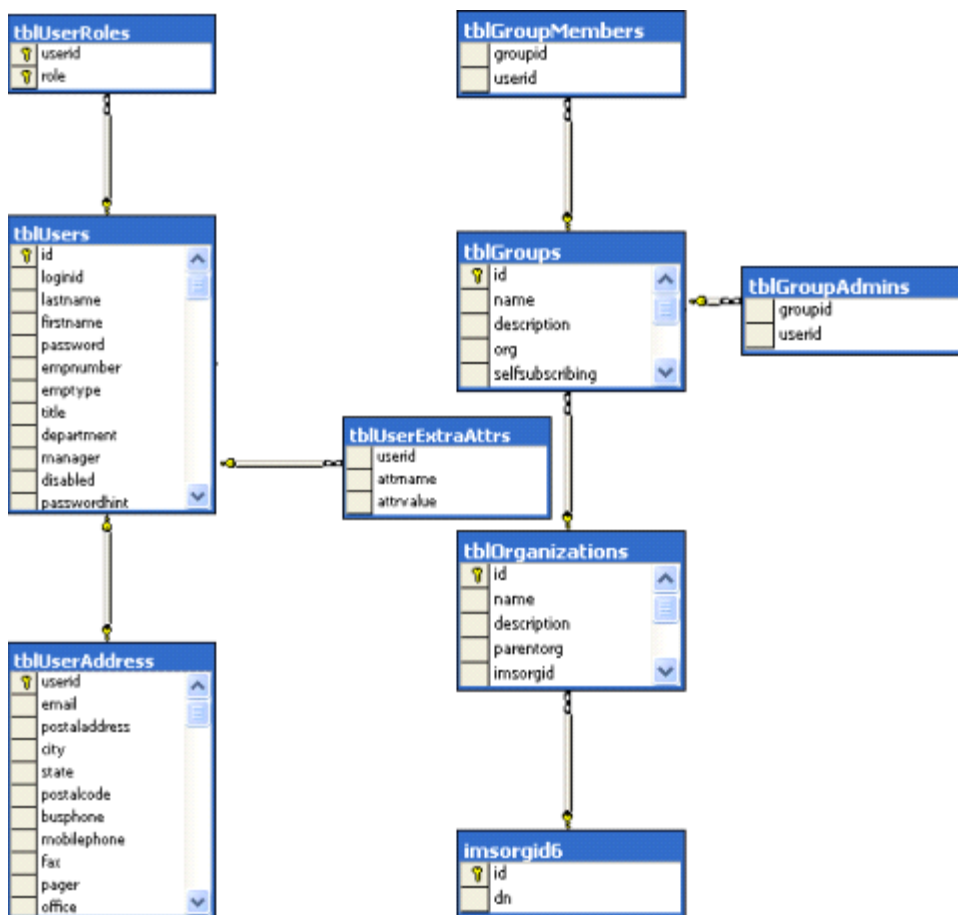 tblUserRoles
userid
role
tblGroupMembers
groupid
userid
tblUsers
id
loginid
lastname
firstname
password
empnumber
emptype
title
department
manager
disabled
passwordhint
tblGroups
id
name
description
org
selfsubscribing
tblGroupAdmins
groupid
userid
tblUserExtraAttrs
userid
attrname
attrvalue
tblOrganizations
id
name
description
parentorg
imsorgid
tblUserAddress
userid
email
postaladdress
city
state
postalcode
busphone
mobilephone
fax
pager
office
imsorgid6
id
dn